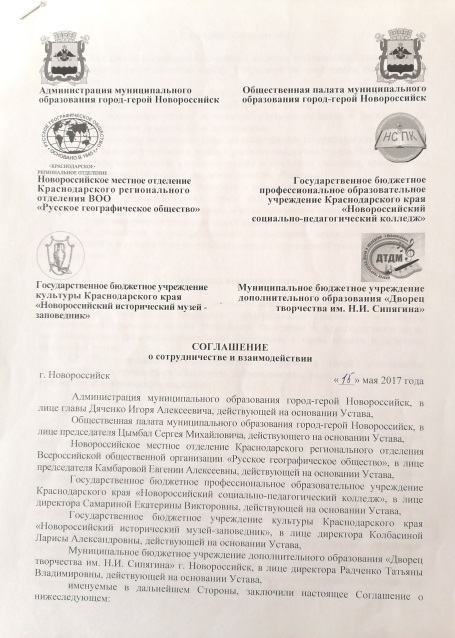 Администрация муниципального
образования город-герой Новороссийск
Общественная палата муниципального
образования город-герой Новороссийск
РУССКОЕ ГЕОГРАФИЧЕСКОЕ ОБЩЕСТВО
ОСНОВАНО В 1845 г.
•КРАСНОДАРСКОЕ•
РЕГИОНАЛЬНОЕ ОТДЕЛЕНИЕ
Новороссийское местное отделение
Краснодарского регионального
отделения ВОО
«Русское географическое общество»
НСПК
Государственное бюджетное
профессиональное образовательное
учреждение Краснодарского края
«Новороссийский
социально-педагогический колледж»
Государственное бюджетное учреждение
культуры Краснодарского края
«Новороссийский исторический музей -
заповедник»
ДТДМ
Муниципальное бюджетное учреждение
дополнительного образования «Дворец
творчества им. Н.И. Сипягина»
СОГЛАШЕНИЕ
о сотрудничестве и взаимодействии
г. Новороссийск
« » мая 2017 года
Администрация муниципального образования город-герой Новороссийск, в
лице главы Дяченко Игоря Алексеевича, действующей на основании Устава,
Общественная палата муниципального образования город-герой Новороссийск, в
лице председателя Цымбал Сергея Михайловича, действующего на основании Устава,
Новороссийское местное отделение Краснодарского регионального отделения
Всероссийской общественной организации «Русское географическое общество», в лице
председателя Камбаровой Евгении Алексеевны, действующей на основании Устава,
Государственное бюджетное профессиональное образовательное учреждение
Краснодарского края «Новороссийский социально-педагогический колледж», в лице
директора Самариной Екатерины Викторовны, действующей на основании Устава,
Государственное бюджетное учреждение культуры Краснодарского края
«Новороссийский исторический музей-заповедник», в лице директора Колбасиной
Ларисы Александровны, действующей на основании Устава,
Муниципальное бюджетное учреждение дополнительного образования «Дворец
творчества им. Н.И. Сипягина» г. Новороссийск, в лице директора Радченко Татьяны
Владимировны, действующей на основании Устава,
именуемые в дальнейшем Стороны, заключили настоящее Соглашение о
нижеследующем: